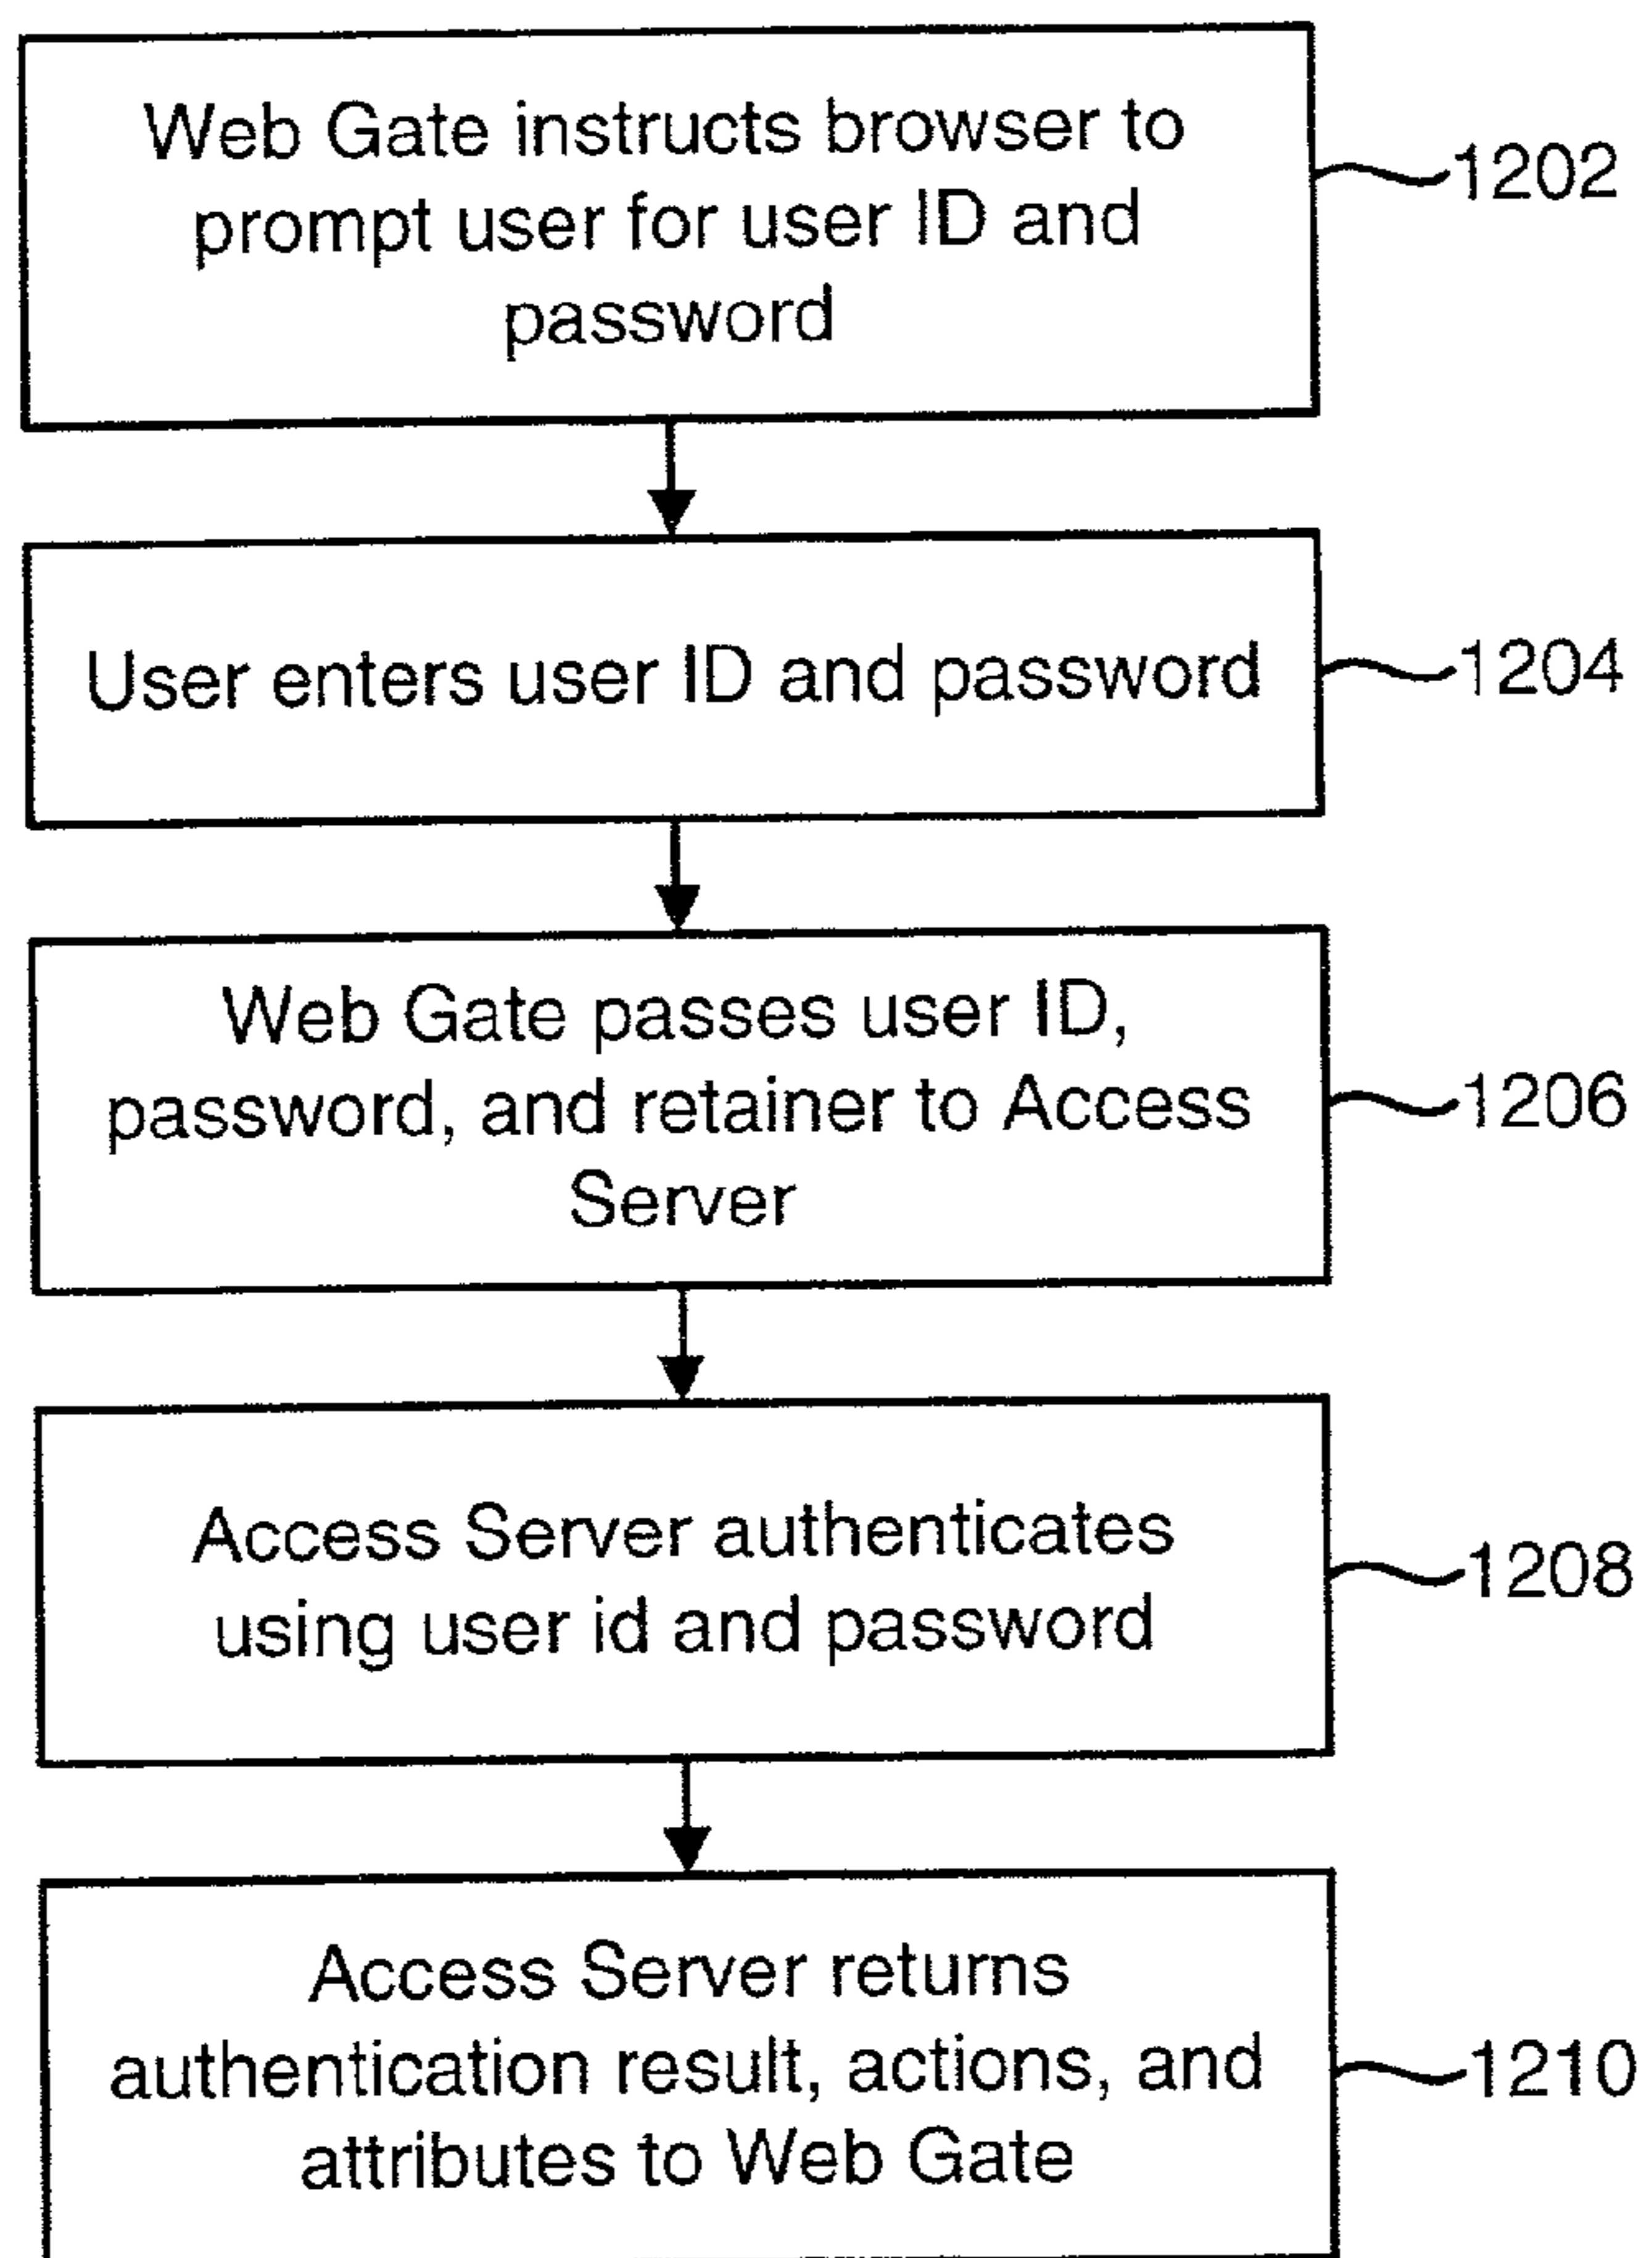 Web Gate instructs browser to
prompt user for user ID and
password
1202
User enters user ID and password
1204
Web Gate passes user ID,
password, and retainer to Access
Server
1206
Access Server authenticates
using user id and password
1208
Access Server returns
authentication result, actions, and
attributes to Web Gate
1210